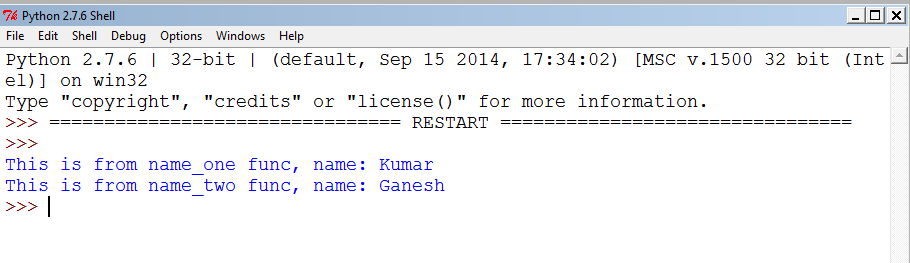 Python 2.7.6 Shell
File Edit Shell Debug Options Windows Help
Python 2.7.6 | 32-bit | (default, Sep 15 2014, 17:34:02) [MSC v.1500 32 bit (Int
el)] on win32
Type "copyright", "credits" or "license()" for more information.
>>> ================================ RESTART ================================
>>>
This is from name_one func, name: Kumar
This is from name_two func, name: Ganesh
>>>